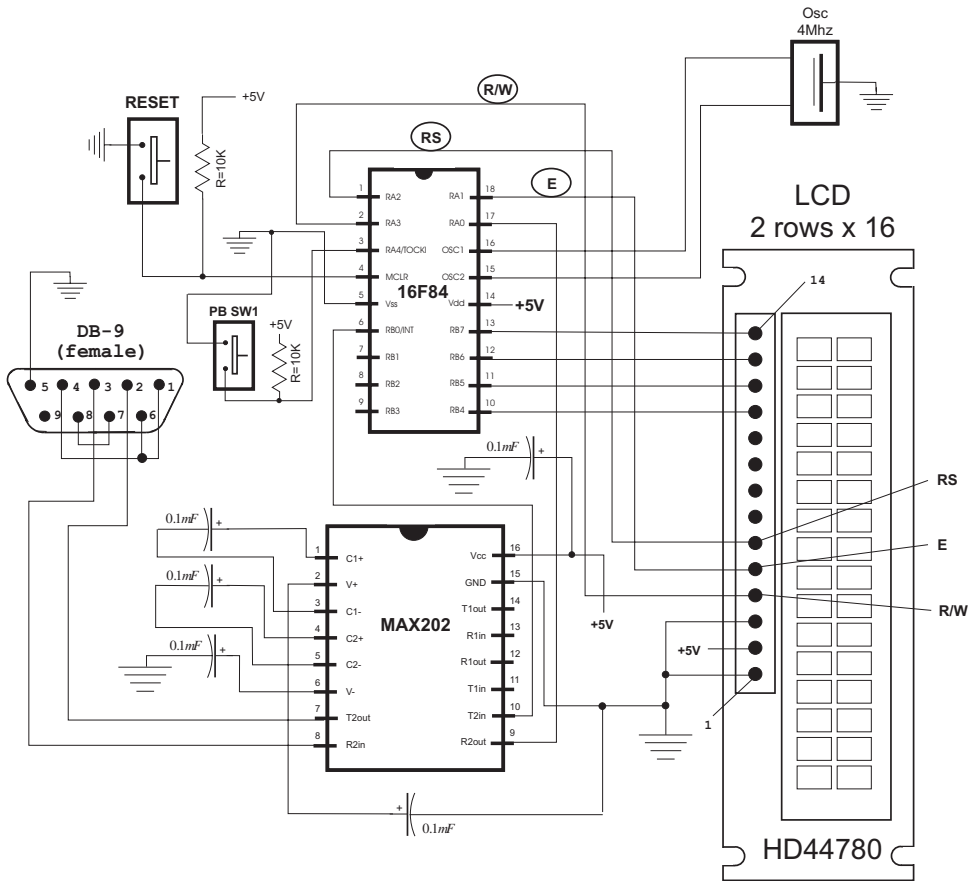 Osc
4Mhz
R/W
RESET
+5V
R=10K
RS
E
LCD
2 rows x 16
14
1 RA2
2 RA3
3 RA4/TOCKI
4 MCLR
5 Vss
6 RB0/INT
7 RB1
8 RB2
9 RB3
16F84
18 RA1
17 RA0
16 OSC1
15 OSC2
14 Vdd
+5V
13 RB7
12 RB6
11 RB5
10 RB4
PB SW1
+5V
R=10K
DB-9
(female)
5 4 3 2 1
9 8 7 6
0.1mF
+
0.1mF
+
0.1mF
+
0.1mF
+
1 C1+
2 V+
3 C1-
4 C2+
5 C2-
6 V-
7 T2out
8 R2in
MAX202
16 Vcc
15 GND
14 T1out
13 R1in
12 R1out
11 T1in
10 T2in
9 R2out
+5V
RS
E
R/W
+5V
1
+
0.1mF
HD44780